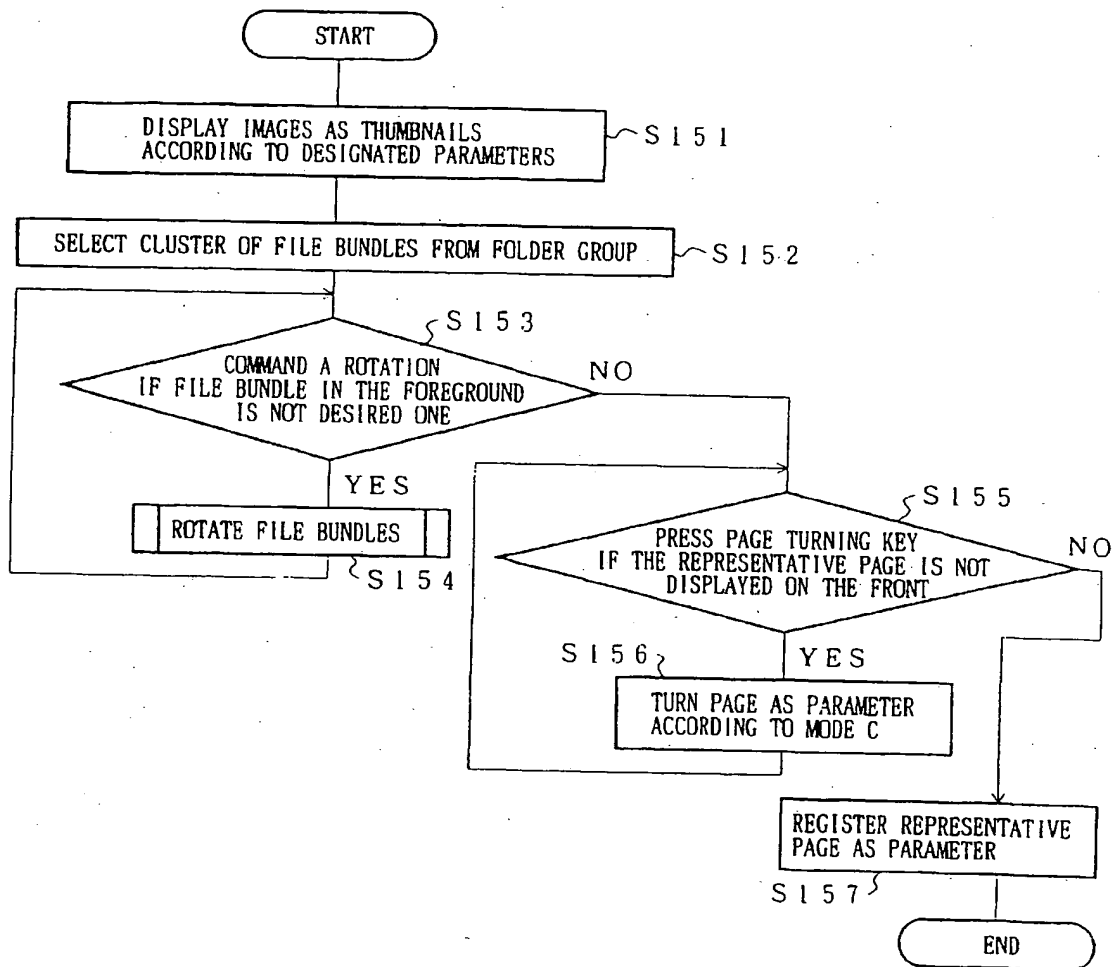 START
DISPLAY IMAGES AS THUMBNAILS
ACCORDING TO DESIGNATED PARAMETERS
S151
SELECT CLUSTER OF FILE BUNDLES FROM FOLDER GROUP
S152
S153
COMMAND A ROTATION
IF FILE BUNDLE IN THE FOREGROUND
IS NOT DESIRED ONE
NO
YES
ROTATE FILE BUNDLES
S154
S155
PRESS PAGE TURNING KEY
IF THE REPRESENTATIVE PAGE IS NOT
DISPLAYED ON THE FRONT
NO
YES
S156
TURN PAGE AS PARAMETER
ACCORDING TO MODE C
REGISTER REPRESENTATIVE
PAGE AS PARAMETER
S157
END